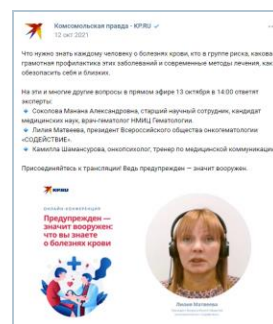 Комсомольская правда - KP.RU
12 окт 2021
Что нужно знать каждому человеку о болезнях крови, кто в группе риска, какова
грамотная профилактика этих заболеваний и современные методы лечения, как
обезопасить себя и близких.
На эти и многие другие вопросы в прямом эфире 13 октября в 14:00 ответят
эксперты:
Соколова Манана Александровна, старший научный сотрудник, кандидат
медицинских наук, врач-гематолог НМИЦ Гематологии.
Лилия Матвеева, президент Всероссийского общества онкогематологии
«СОДЕЙСТВИЕ».
Камилла Шамансурова, онкопсихолог, тренер по медицинской коммуникации
Присоединяйтесь к трансляции! Ведь предупрежден — значит вооружен.
KP.RU
ОНЛАЙН-КОНФЕРЕНЦИЯ
Предупрежден —
значит вооружен:
что вы знаете
о болезнях крови
Лилия Матвеева